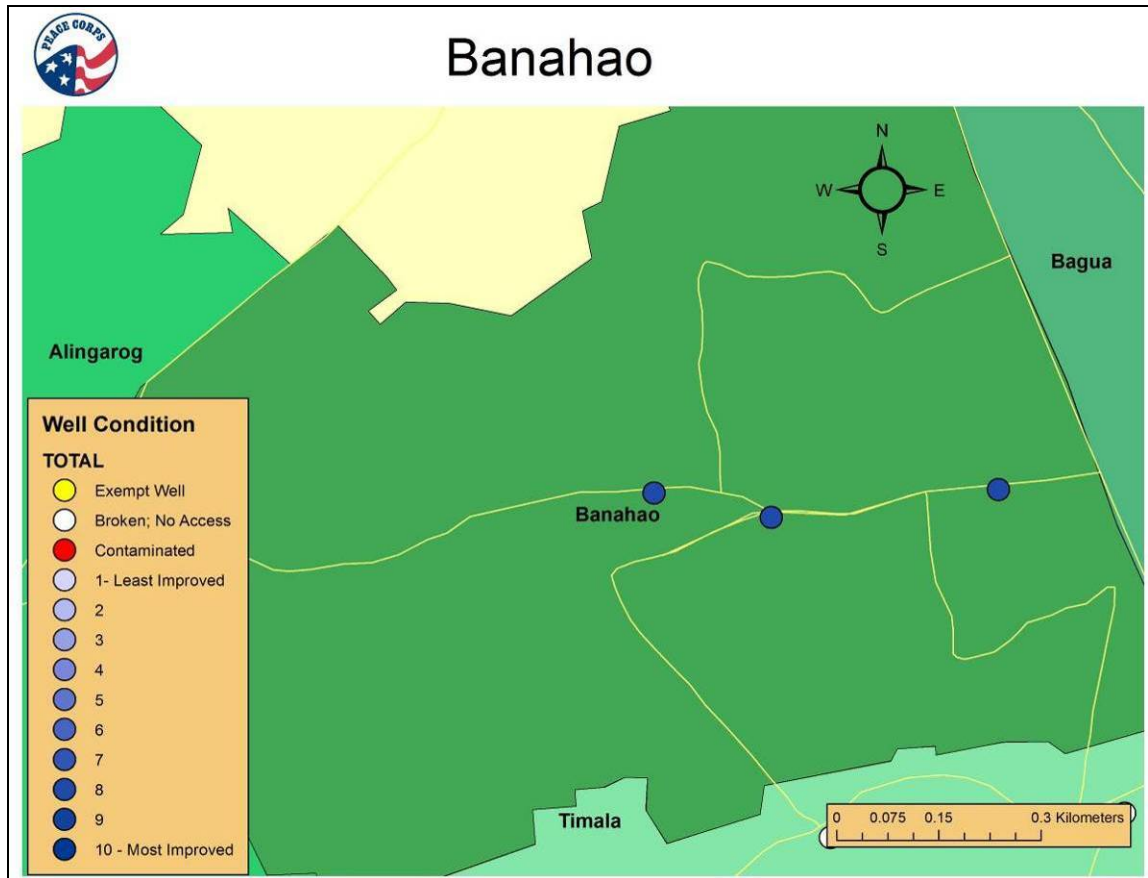 PEACE CORPS
Banahao
N
W E
S
Bagua
Alingarog
Banahao
Timala
Well Condition
TOTAL
Exempt Well
Broken; No Access
Contaminated
1- Least Improved
2
3
4
5
6
7
8
9
10 - Most Improved
0 0.075 0.15 0.3 Kilometers